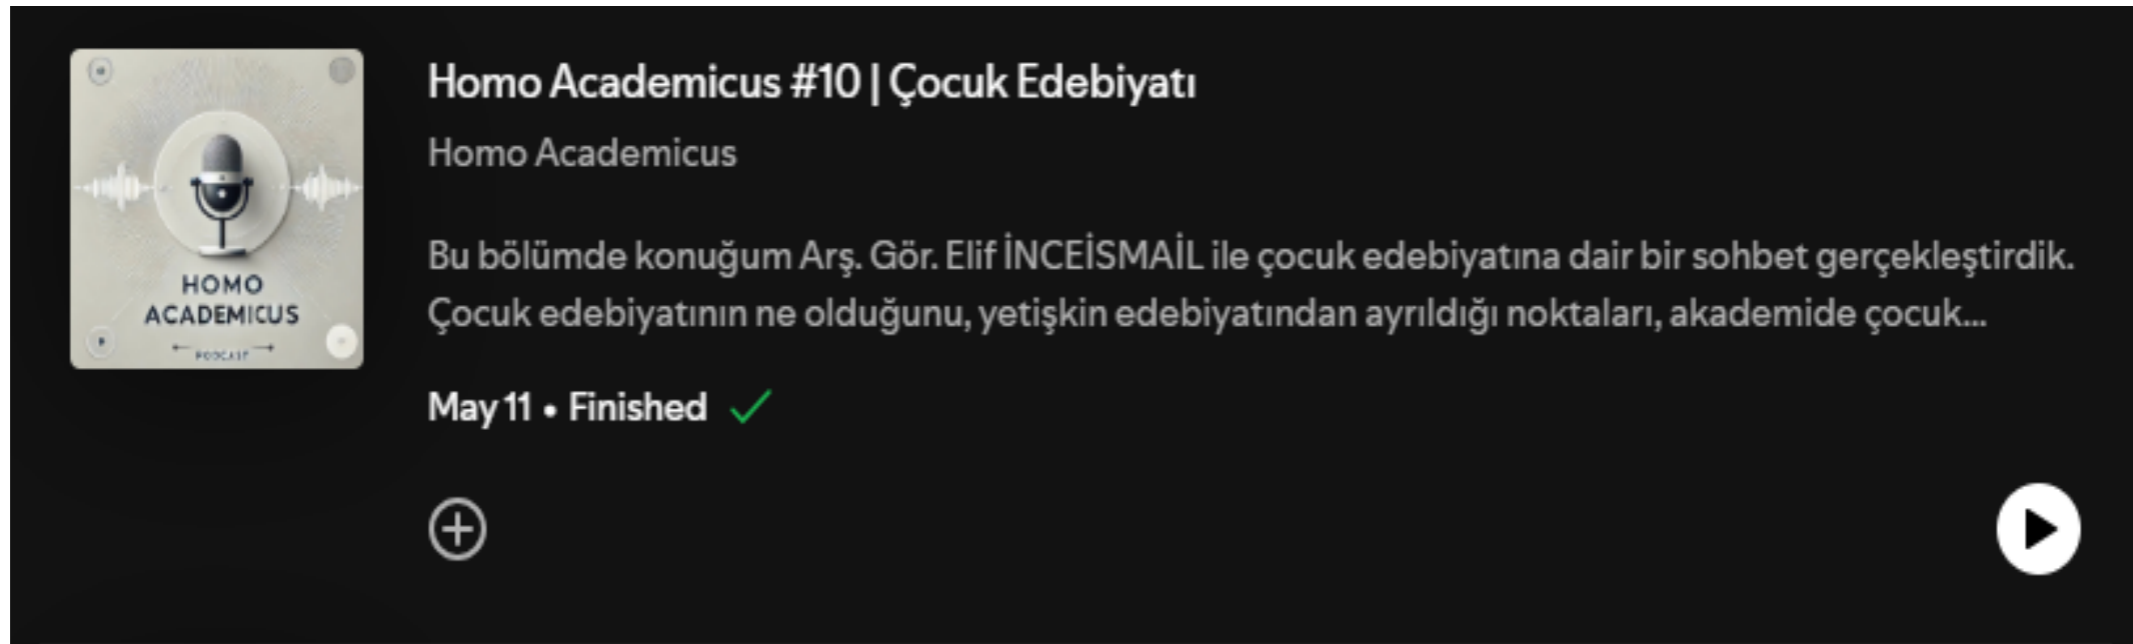 HOMO
ACADEMICUS
PODCAST
Homo Academicus #10 | Çocuk Edebiyatı
Homo Academicus
Bu bölümde konuğum Arş. Gör. Elif İNCEİSMAİL ile çocuk edebiyatına dair bir sohbet gerçekleştirdik.
Çocuk edebiyatının ne olduğunu, yetişkin edebiyatından ayrıldığı noktaları, akademide çocuk...
May 11 • Finished